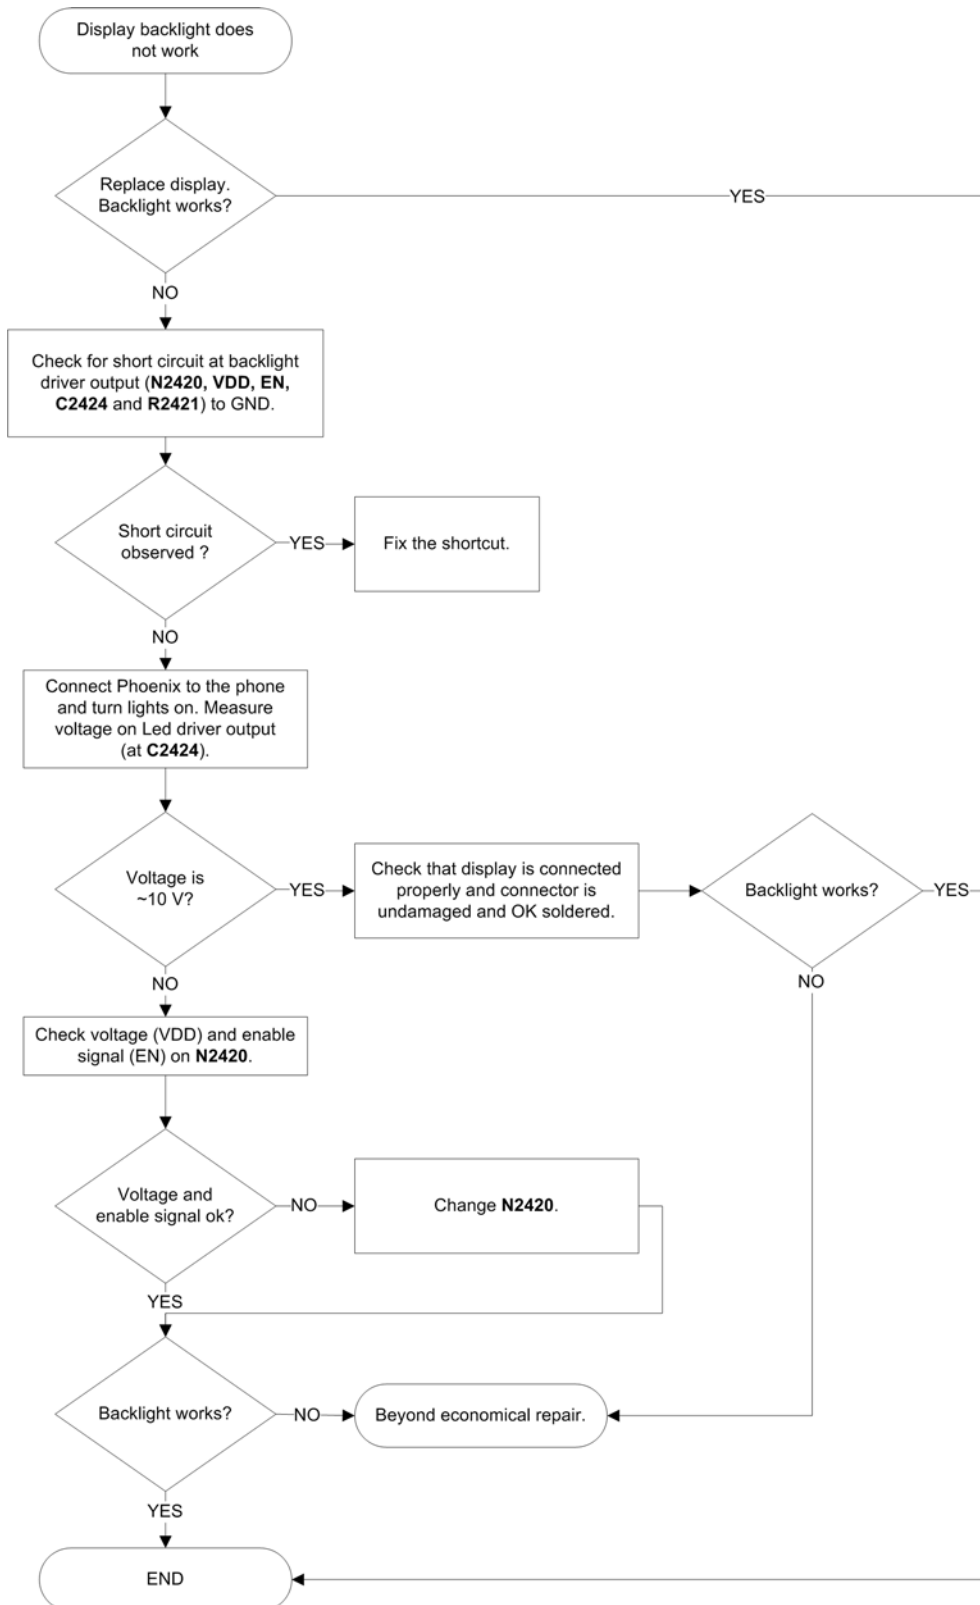 Display backlight does
not work
Replace display.
Backlight works?
YES
NO
Check for short circuit at backlight
driver output (N2420, VDD, EN,
C2424 and R2421) to GND.
Short circuit
observed ?
YES
Fix the shortcut.
NO
Connect Phoenix to the phone
and turn lights on. Measure
voltage on Led driver output
(at C2424).
Voltage is
~10 V?
YES
Check that display is connected
properly and connector is
undamaged and OK soldered.
Backlight works?
YES
NO
NO
Check voltage (VDD) and enable
signal (EN) on N2420.
Voltage and
enable signal ok?
NO
Change N2420.
YES
Backlight works?
NO
Beyond economical repair.
YES
END